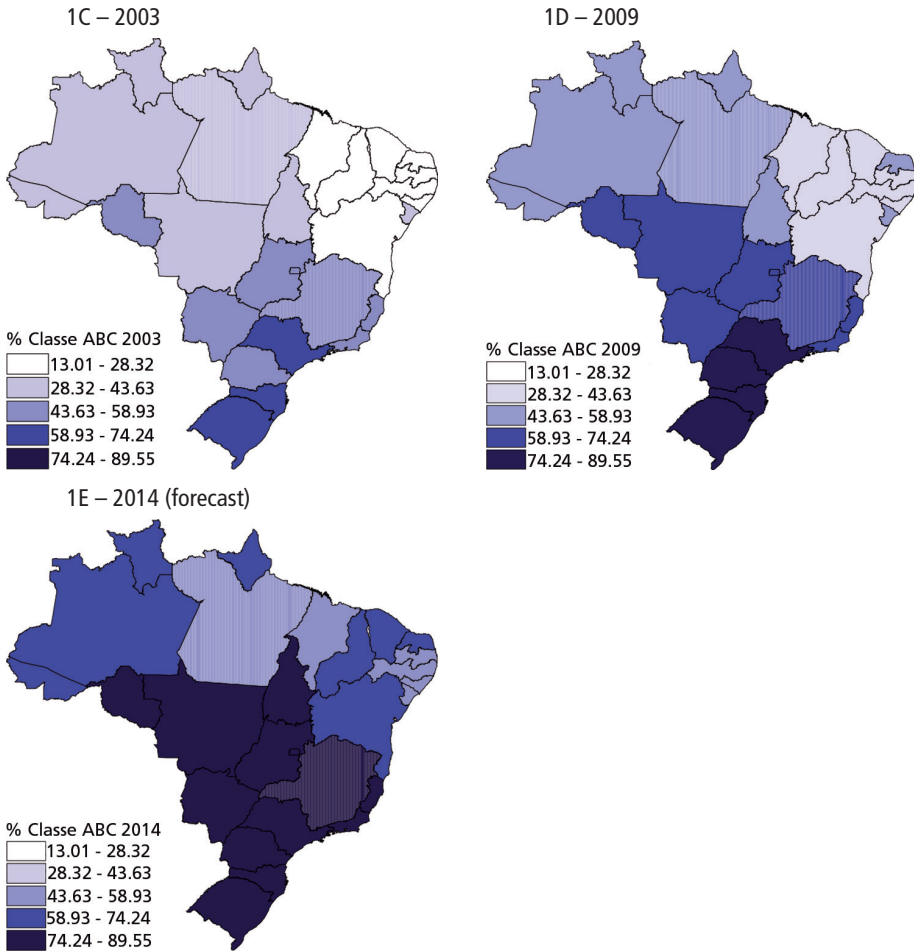 1C – 2003
% Classe ABC 2003
13.01 - 28.32
28.32 - 43.63
43.63 - 58.93
58.93 - 74.24
74.24 - 89.55
1D – 2009
% Classe ABC 2009
13.01 - 28.32
28.32 - 43.63
43.63 - 58.93
58.93 - 74.24
74.24 - 89.55
1E – 2014 (forecast)
% Classe ABC 2014
13.01 - 28.32
28.32 - 43.63
43.63 - 58.93
58.93 - 74.24
74.24 - 89.55